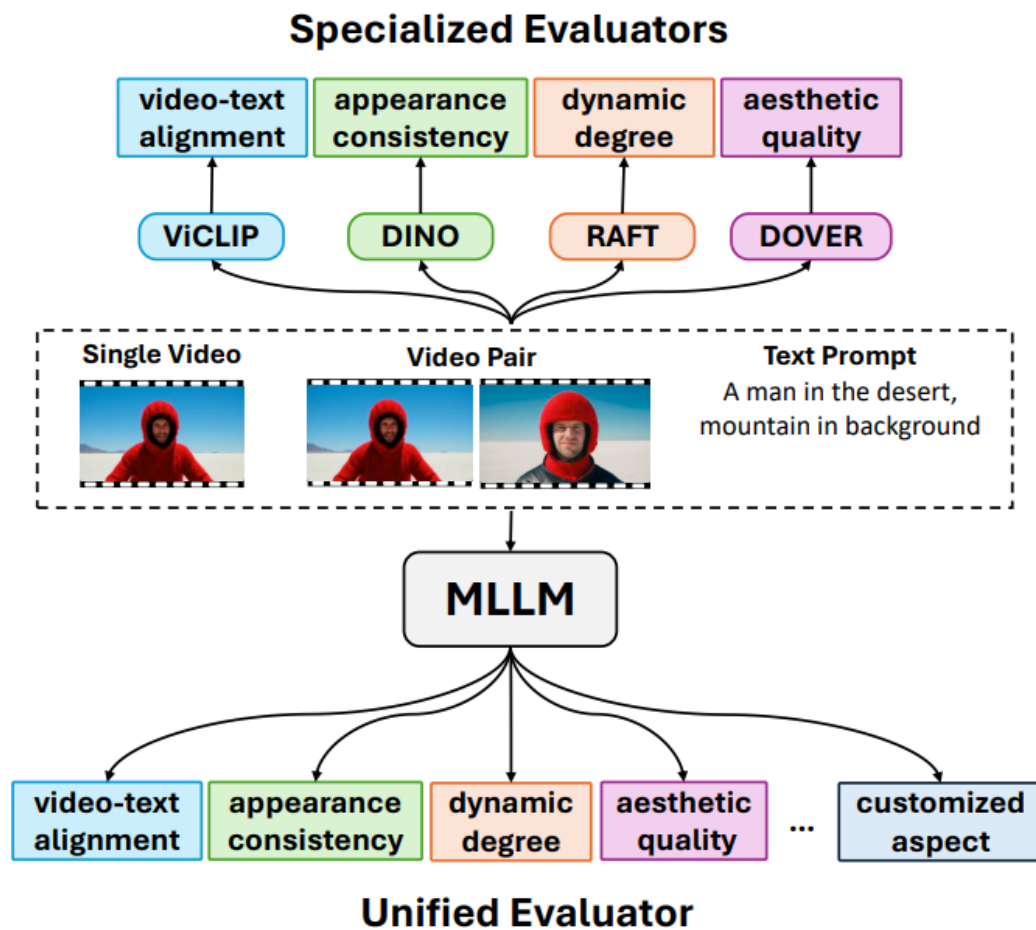 Specialized Evaluators
video-text alignment
appearance consistency
dynamic degree
aesthetic quality
ViCLIP
DINO
RAFT
DOVER
Single Video
Video Pair
Text Prompt
A man in the desert,
mountain in background
MLLM
video-text alignment
appearance consistency
dynamic degree
aesthetic quality
...
customized aspect
Unified Evaluator